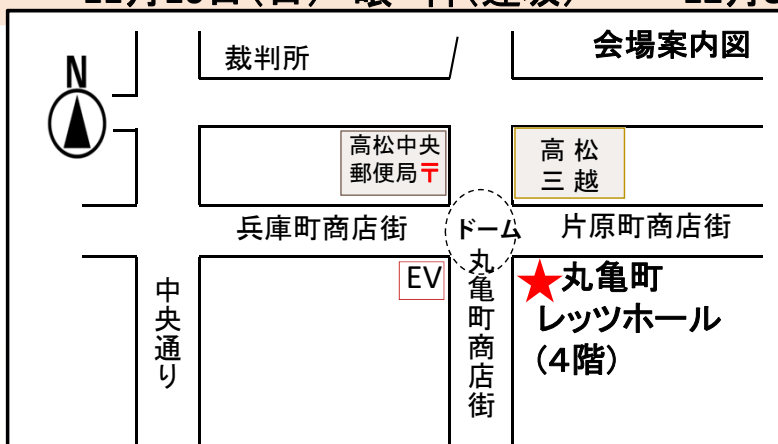 会場案内図
N
裁判所
高松中央
郵便局〒
高 松
三 越
兵庫町商店街
ドーム
片原町商店街
EV
丸亀町商店街
中央通り
★丸亀町
レッツホール
(4階)